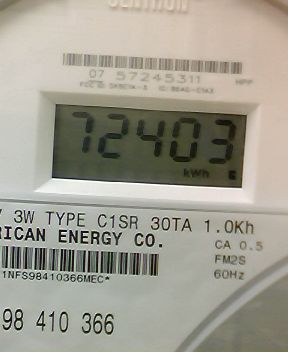 CENTRON
07 57245311
72403
kWh
V 3W TYPE C1SR 30TA 1.0Kh
RICAN ENERGY CO.
CA 0.5
FM2S
60Hz
1NFS98410366MEC*
98 410 366